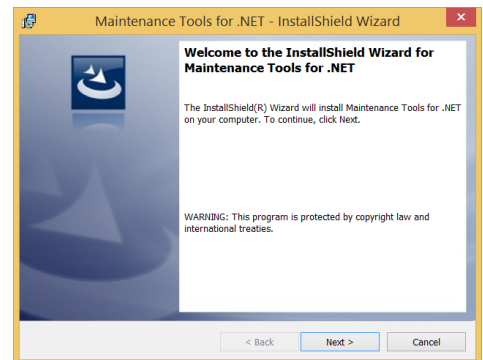 Maintenance Tools for .NET - InstallShield Wizard
Welcome to the InstallShield Wizard for
Maintenance Tools for .NET
The InstallShield(R) Wizard will install Maintenance Tools for .NET
on your computer. To continue, click Next.
WARNING: This program is protected by copyright law and
international treaties.
< Back
Next >
Cancel